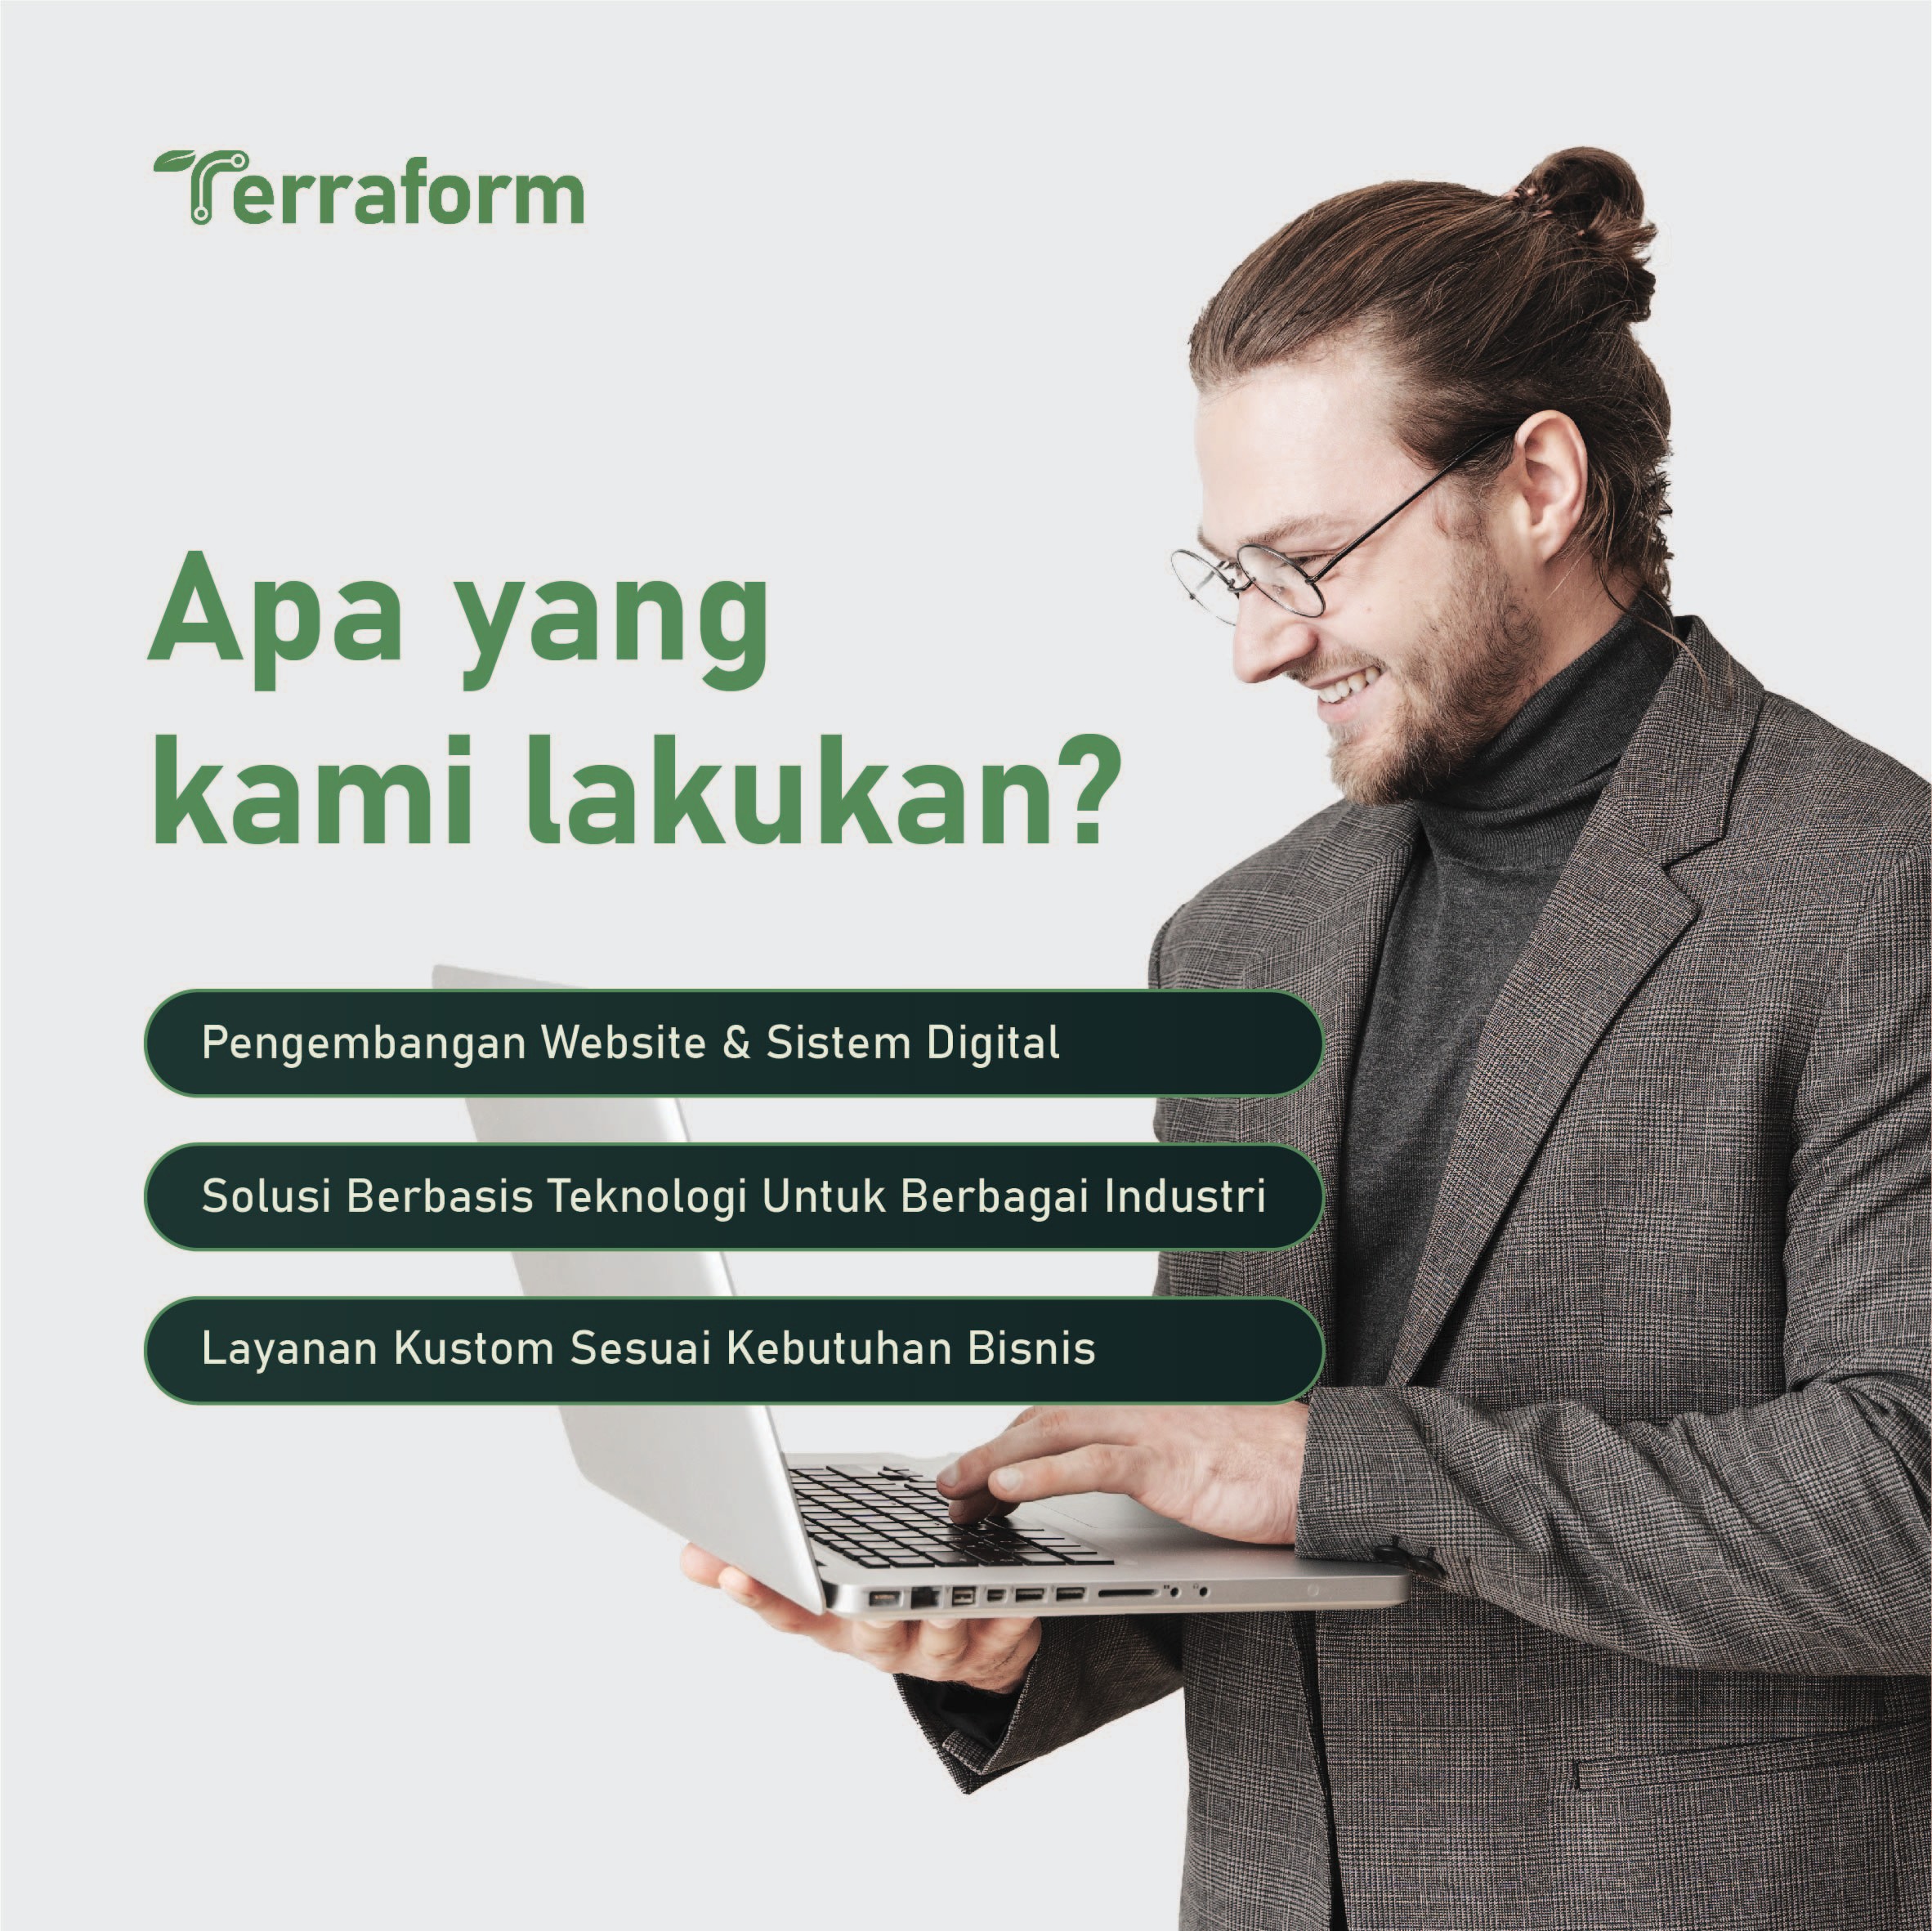 Terraform
Apa yang
kami lakukan?
Pengembangan Website & Sistem Digital
Solusi Berbasis Teknologi Untuk Berbagai Industri
Layanan Kustom Sesuai Kebutuhan Bisnis